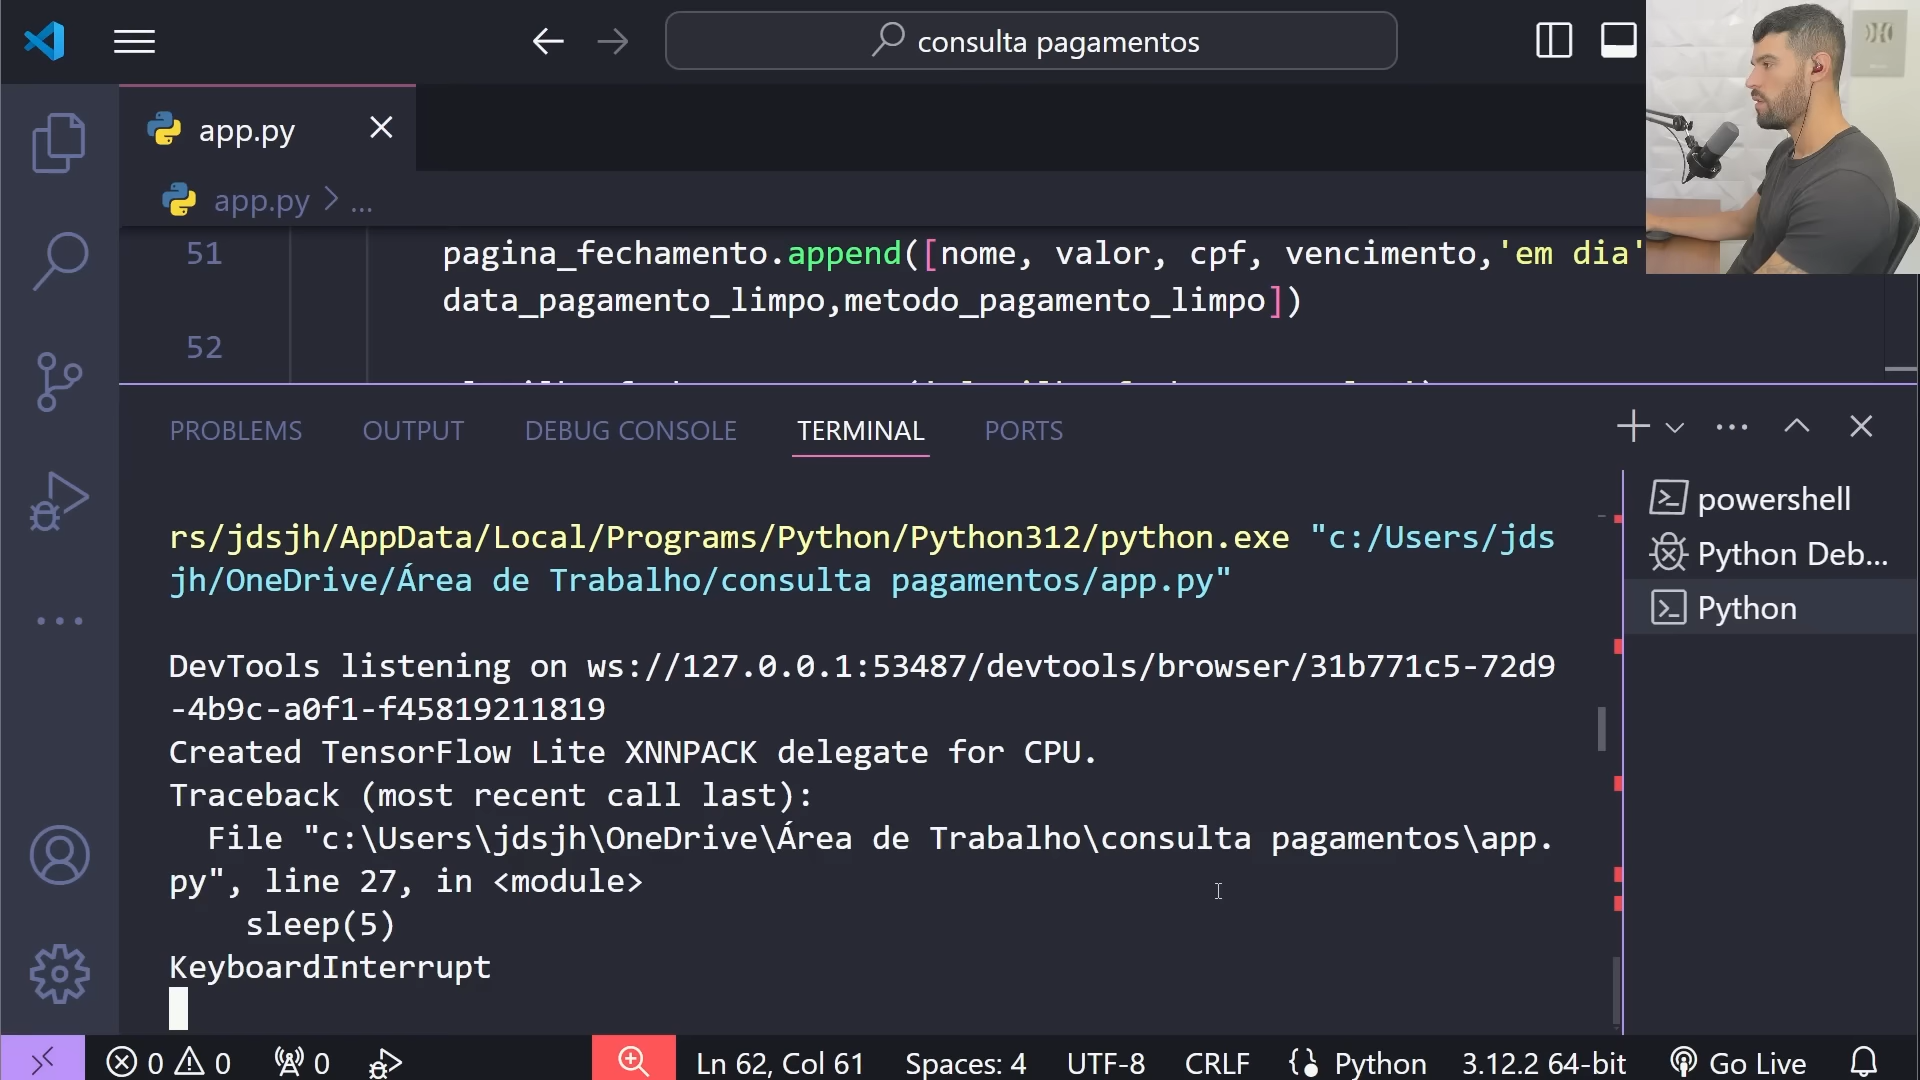 consulta pagamentos
app.py
app.py > ...
51 pagina_fechamento.append([nome, valor, cpf, vencimento,'em dia'
data_pagamento_limpo,metodo_pagamento_limpo])
52
PROBLEMS OUTPUT DEBUG CONSOLE TERMINAL PORTS
powershell
Python Deb...
Python
rs/jdsjh/AppData/Local/Programs/Python/Python312/python.exe "c:/Users/jds
jh/OneDrive/Área de Trabalho/consulta pagamentos/app.py"
DevTools listening on ws://127.0.0.1:53487/devtools/browser/31b771c5-72d9
-4b9c-a0f1-f45819211819
Created TensorFlow Lite XNNPACK delegate for CPU.
Traceback (most recent call last):
File "c:\Users\jdsjh\OneDrive\Área de Trabalho\consulta pagamentos\app.
py", line 27, in <module>
sleep(5)
KeyboardInterrupt
0 0 0 Ln 62, Col 61 Spaces: 4 UTF-8 CRLF Python 3.12.2 64-bit Go Live